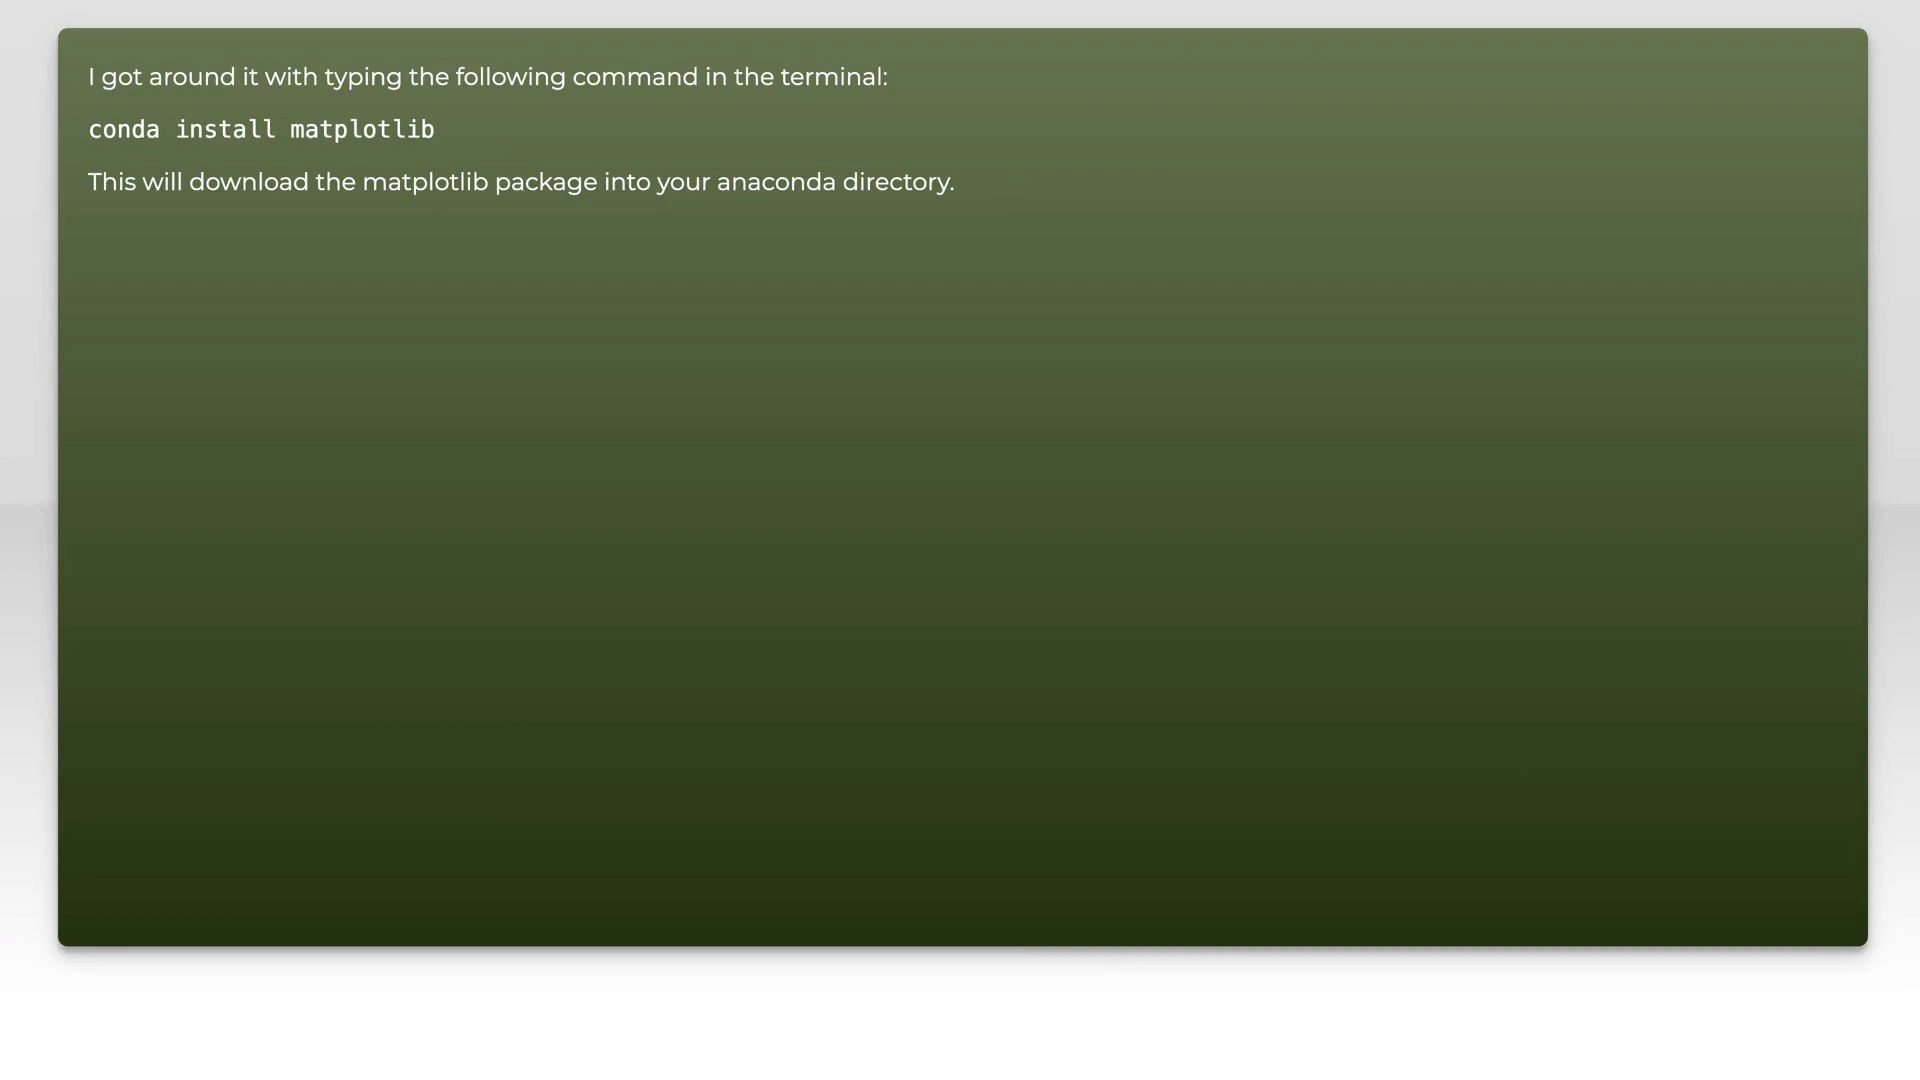 I got around it with typing the following command in the terminal:
conda install matplotlib
This will download the matplotlib package into your anaconda directory.